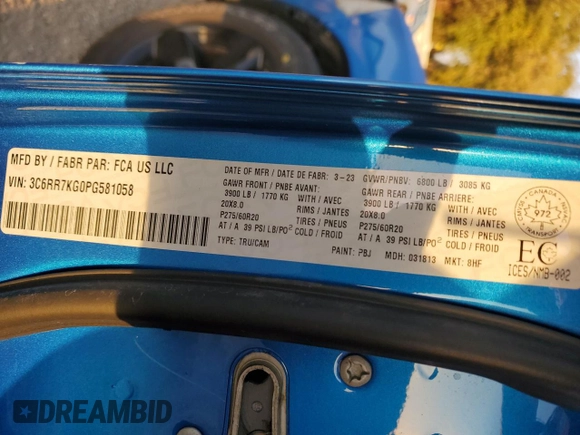 MFD BY / FABR PAR: FCA US LLC
VIN: 3C6RR7KG0PG581058
DATE OF MFR / DATE DE FABR: 3-23
GAWR FRONT / PNBE AVANT:
3900 LB / 1770 KG WITH / AVEC
20X8.0 RIMS / JANTES
P275/60R20 TIRES / PNEUS
AT / A 39 PSI LB/PO² COLD / FROID
TYPE: TRU/CAM
GVWR/PNBV: 6800 LB / 3085 KG
GAWR REAR / PNBE ARRIERE:
3900 LB / 1770 KG WITH / AVEC
20X8.0 RIMS / JANTES
P275/60R20 TIRES / PNEUS
AT / A 39 PSI LB/PO² COLD / FROID
PAINT: PBJ MDH: 031813 MKT: 8HF
CANADA
972
TRANSPORT
EC
ICES/NMB-002
DREAMBID